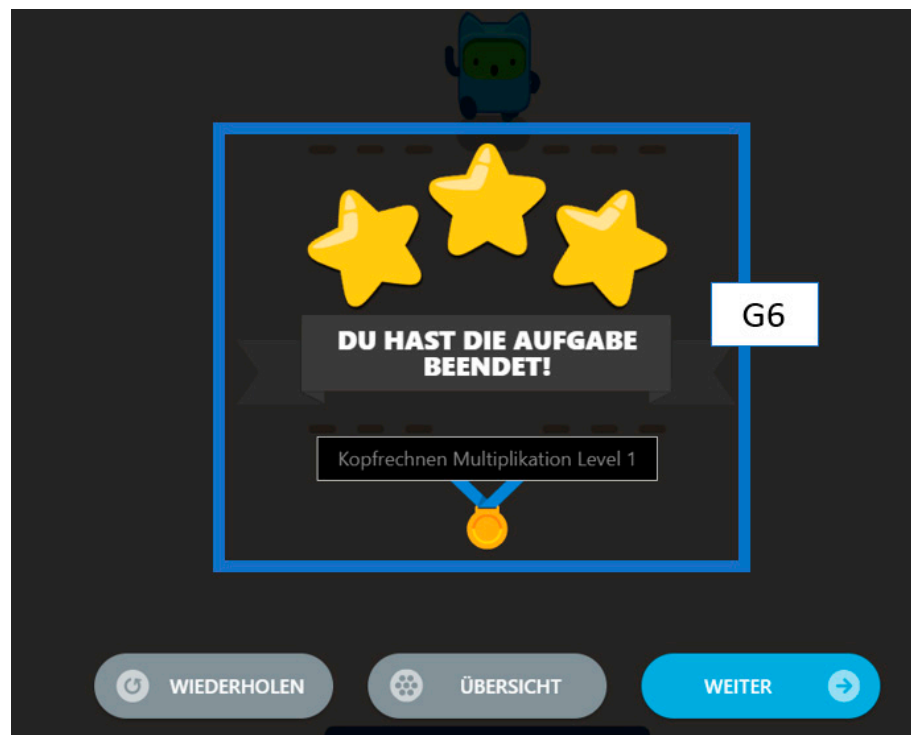 DU HAST DIE AUFGABE
BEENDET!
G6
Kopfrechnen Multiplikation Level 1
WIEDERHOLEN
ÜBERSICHT
WEITER